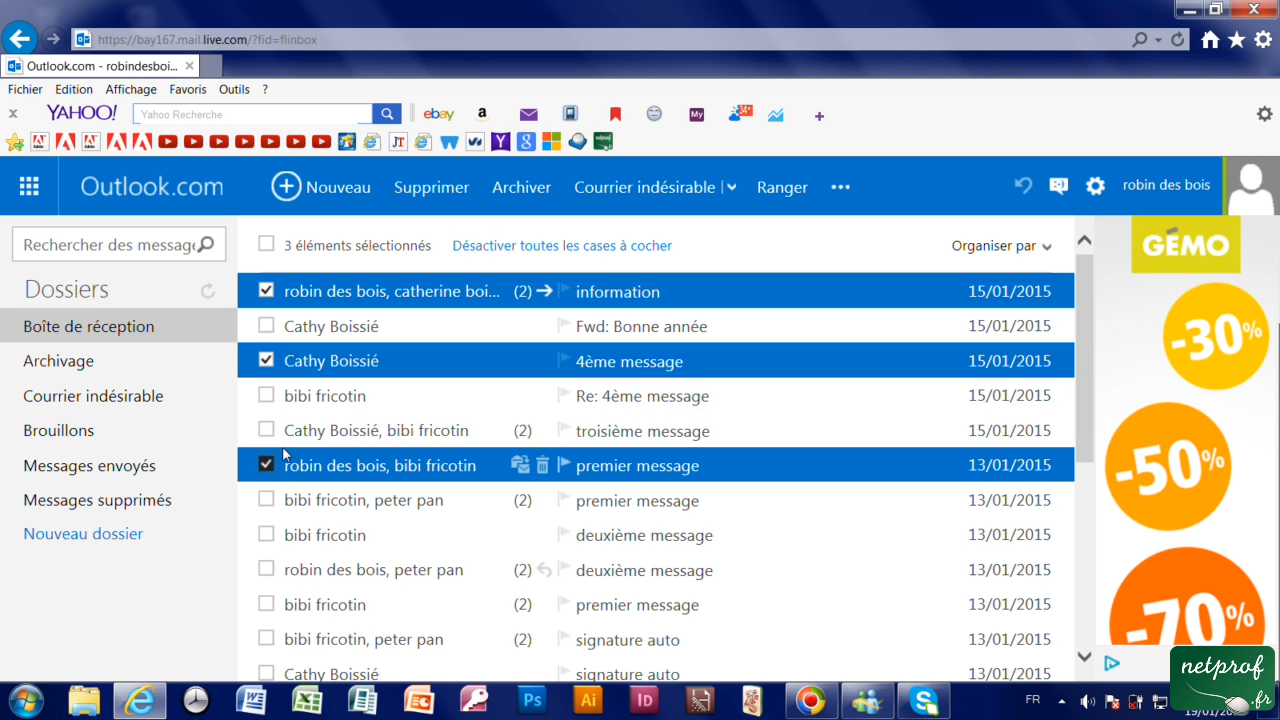 https://bay167.mail.live.com/?fid=flinbox
Outlook.com - robindesboi...
Fichier Edition Affichage Favoris Outils ?
YAHOO! Yahoo Recherche ebay a My 34°
JT Y 8
Outlook.com Nouveau Supprimer Archiver Courrier indésirable Ranger ... robin des bois
Rechercher des message
3 éléments sélectionnés Désactiver toutes les cases à cocher Organiser par
Dossiers
Boîte de réception
Archivage
Courrier indésirable
Brouillons
Messages envoyés
Messages supprimés
Nouveau dossier
robin des bois, catherine boi... (2) information 15/01/2015
Cathy Boissié Fwd: Bonne année 15/01/2015
Cathy Boissié 4ème message 15/01/2015
bibi fricotin Re: 4ème message 15/01/2015
Cathy Boissié, bibi fricotin (2) troisième message 15/01/2015
robin des bois, bibi fricotin premier message 13/01/2015
bibi fricotin, peter pan (2) premier message 13/01/2015
bibi fricotin deuxième message 13/01/2015
robin des bois, peter pan (2) deuxième message 13/01/2015
bibi fricotin (2) premier message 13/01/2015
bibi fricotin, peter pan (2) signature auto 13/01/2015
Cathy Boissié signature auto 13/01/2015
GÉMO
-30%
-50%
-70%
netprof
.fr
Ps Ai ID
FR